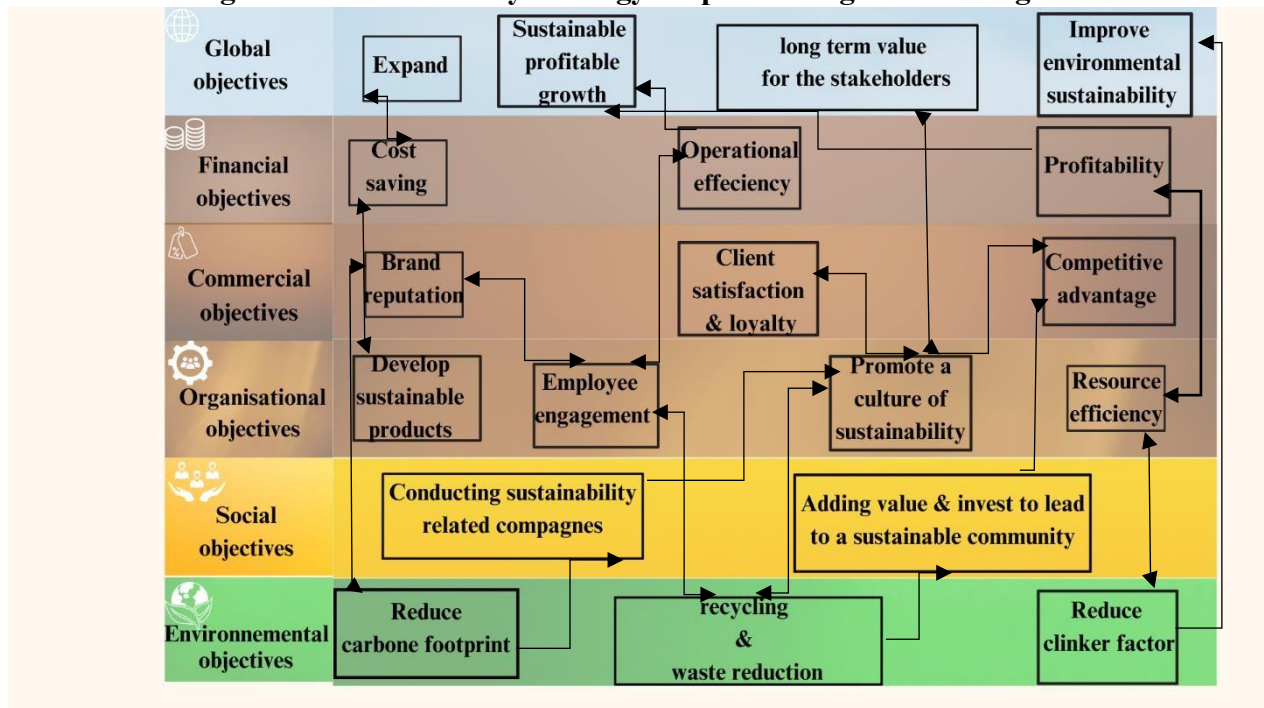 Global
objectives
Expand
Sustainable
profitable
growth
long term value
for the stakeholders
Improve
environmental
sustainability
Financial
objectives
Cost
saving
Operational
effeciency
Profitability
Commercial
objectives
Brand
reputation
Client
satisfaction
& loyalty
Competitive
advantage
Organisational
objectives
Develop
sustainable
products
Employee
engagement
Promote a
culture of
sustainability
Resource
efficiency
Social
objectives
Conducting sustainability
related compagnes
Adding value & invest to lead
to a sustainable community
Environnemental
objectives
Reduce
carbone footprint
recycling
&
waste reduction
Reduce
clinker factor